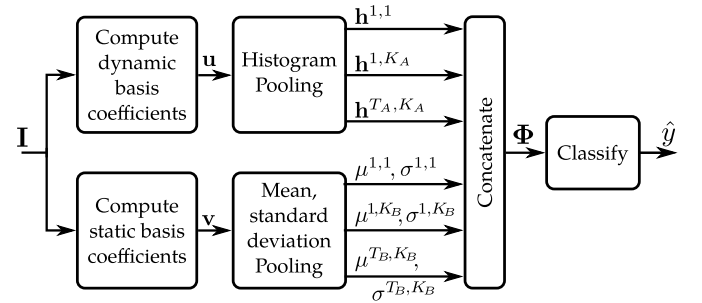 I
Compute
dynamic
basis
coefficients
u
Histogram
Pooling
h^{1,1}
h^{1,K_A}
h^{T_A,K_A}
Compute
static basis
coefficients
v
Mean,
standard
deviation
Pooling
μ^{1,1}, σ^{1,1}
μ^{1,K_B}, σ^{1,K_B}
μ^{T_B,K_B},
σ^{T_B,K_B}
Concatenate
Φ
Classify
ŷ